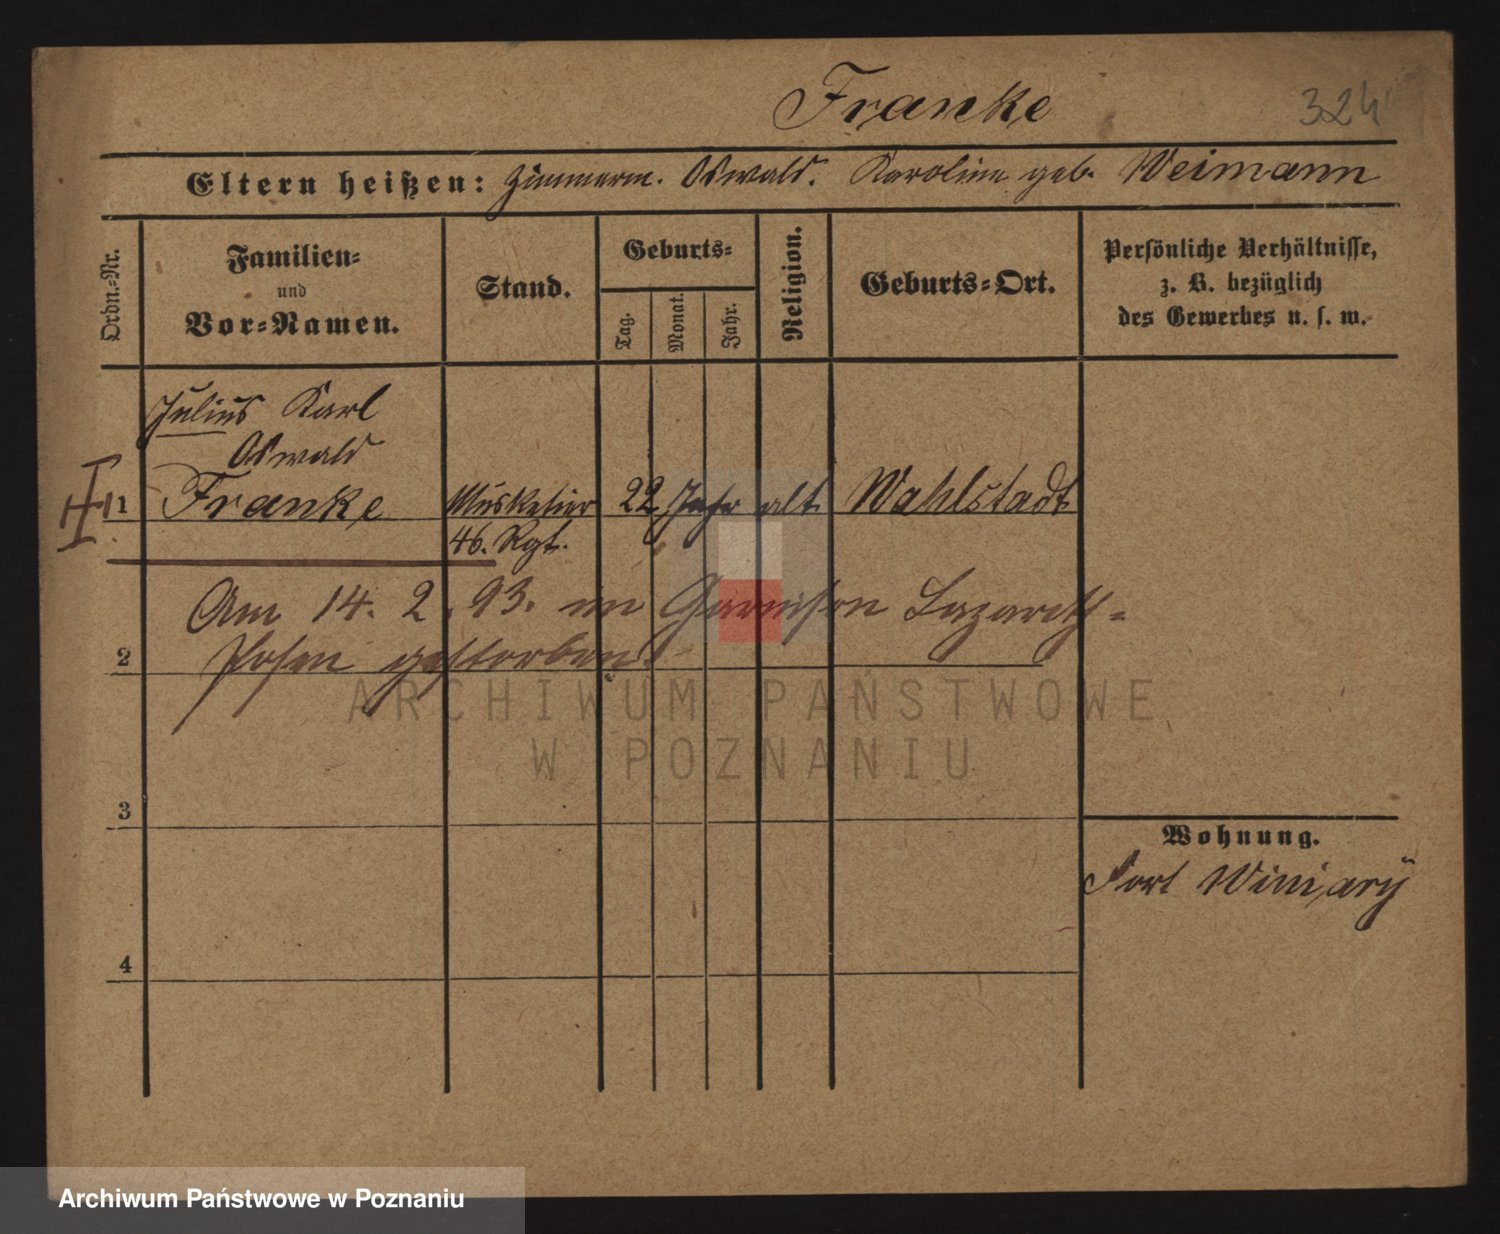 Franke 324
Eltern heißen: Zimmerm. Oswald. Karoline geb. Weimann
Ordn.-Nr.
Familien-
und
Vor-Namen.
Stand.
Geburts-
Tag.
Monat.
Jahr.
Religion.
Geburts-Ort.
Persönliche Verhältnisse,
z. B. bezüglich
des Gewerbes u. s. w.
Julius Karl
Oswald
1 Franke Musketier 22 Jahr alt Wahlstadt
46. Rgt.
Am 14. 2. 93. im Garnison Lazareth-
2 Posen gestorben.
ARCHIWUM PAŃSTWOWE
W POZNANIU
3
Wohnung.
Fort Winiary
4
Archiwum Państwowe w Poznaniu